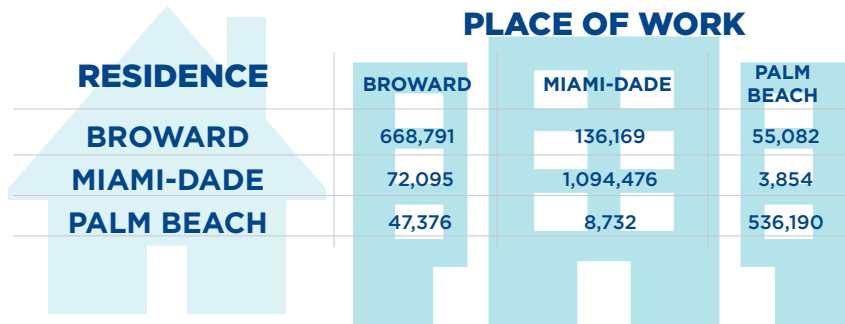 PLACE OF WORK
RESIDENCE BROWARD MIAMI-DADE PALM
BEACH
BROWARD 668,791 136,169 55,082
MIAMI-DADE 72,095 1,094,476 3,854
PALM BEACH 47,376 8,732 536,190